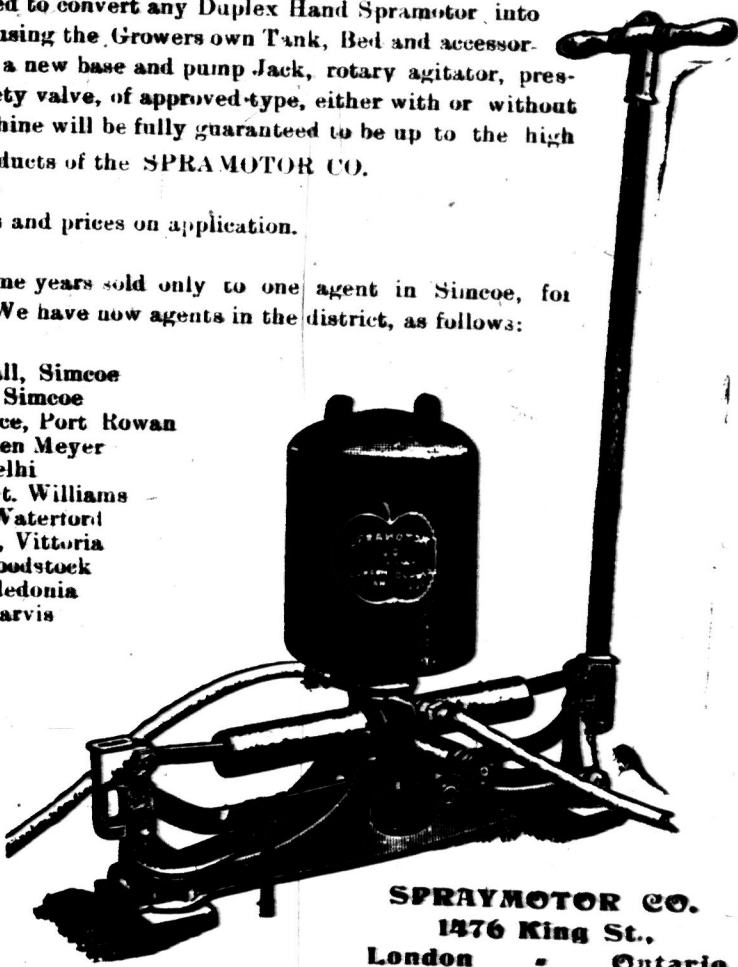 ed to convert any Duplex Hand Spramotor into
using the Growers own Tank, Bed and accessor-
a new base and pump Jack, rotary agitator, pres-
ety valve, of approved type, either with or without
hine will be fully guaranteed to be up to the high
ducts of the SPRAMOTOR CO.
s and prices on application.
me years sold only to one agent in Simcoe, for
We have now agents in the district, as follows:
ll, Simcoe
Simcoe
ce, Port Rowan
en Meyer
elhi
t. Williams
Waterford
, Vittoria
oodstock
ledonia
arvis
SPRAMOTOR
CO
SPRAYMOTOR CO.
1476 King St.,
London - Ontario